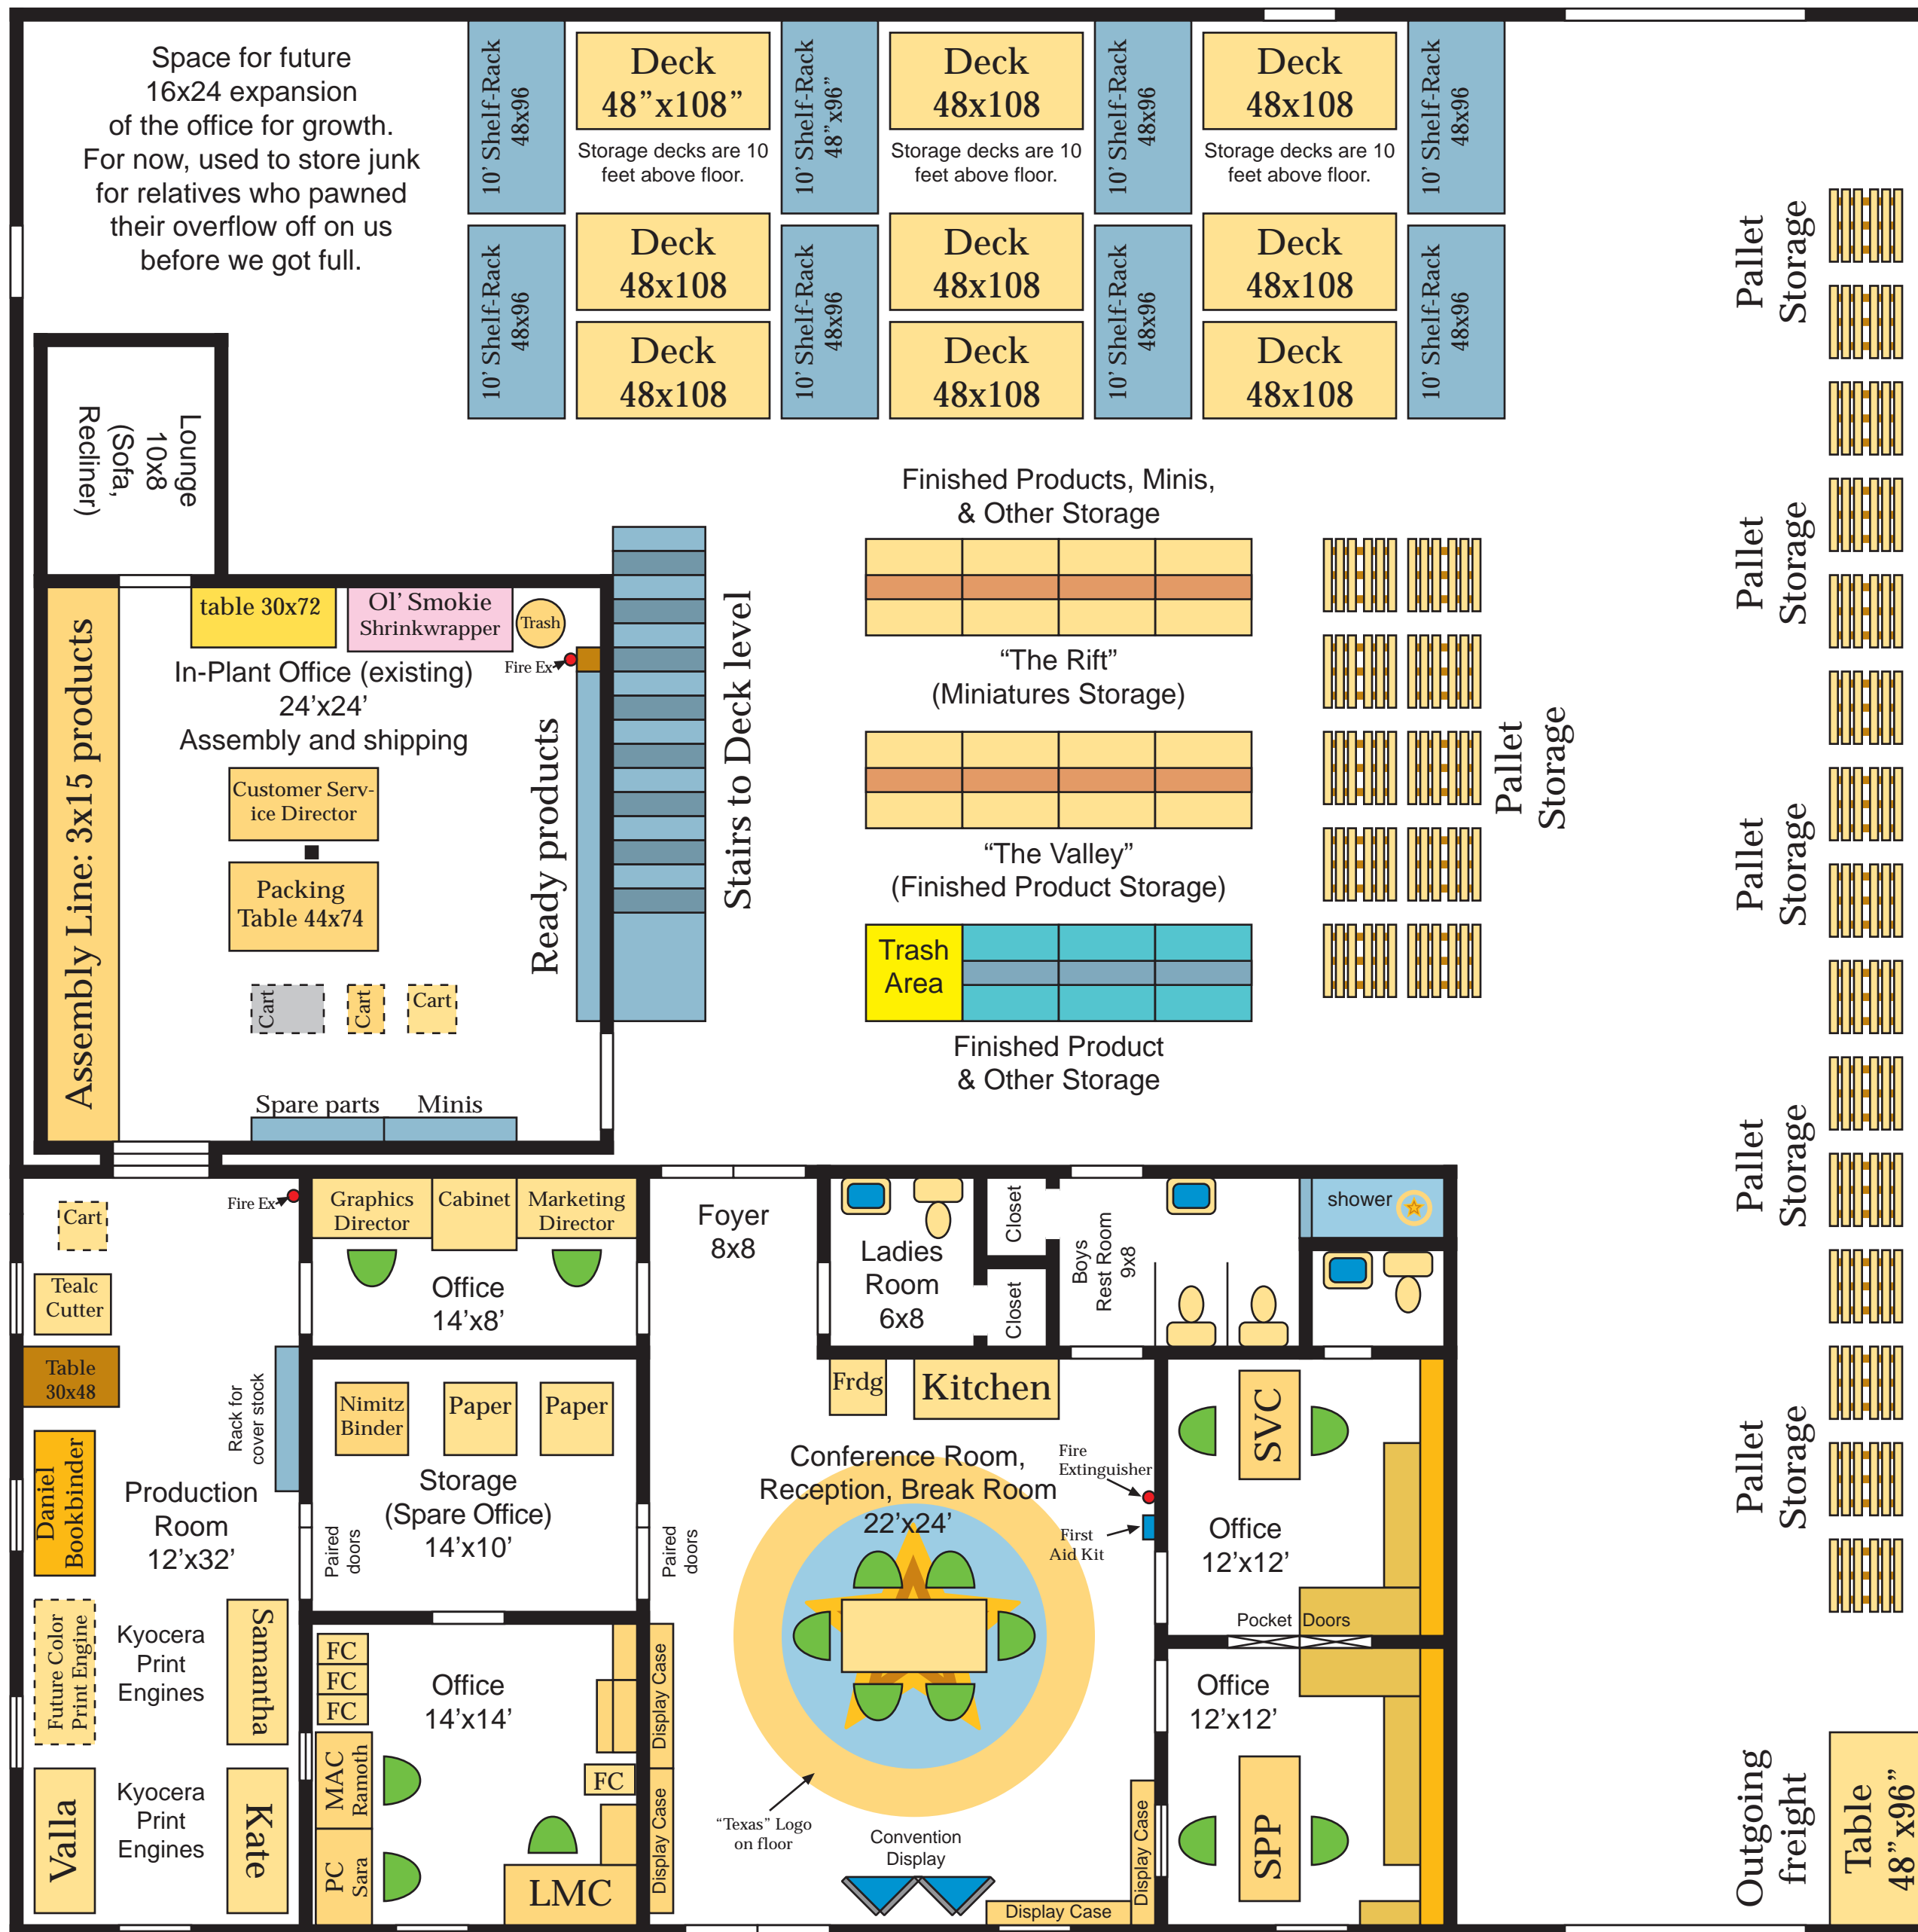 Space for future
16x24 expansion
of the office for growth.
For now, used to store junk
for relatives who pawned
their overflow off on us
before we got full.
10’ Shelf-Rack
48x96
Deck
48”x108”
Storage decks are 10
feet above floor.
10’ Shelf-Rack
48”x96”
Deck
48x108
Storage decks are 10
feet above floor.
10’ Shelf-Rack
48x96
Deck
48x108
Storage decks are 10
feet above floor.
10’ Shelf-Rack
48x96
10’ Shelf-Rack
48x96
Deck
48x108
Deck
48x108
10’ Shelf-Rack
48x96
Deck
48x108
Deck
48x108
10’ Shelf-Rack
48x96
Deck
48x108
Deck
48x108
10’ Shelf-Rack
48x96
Pallet
Storage
Pallet
Storage
Pallet
Storage
Pallet
Storage
Pallet
Storage
Outgoing
freight
Table
48”x96”
Lounge
10x8
(Sofa,
Recliner)
Assembly Line: 3x15 products
table 30x72
Ol’ Smokie
Shrinkwrapper
Trash
Fire Ex
In-Plant Office (existing)
24’x24’
Assembly and shipping
Customer Serv-
ice Director
Packing
Table 44x74
Cart
Cart
Cart
Ready products
Spare parts
Minis
Stairs to Deck level
Finished Products, Minis,
& Other Storage
“The Rift”
(Miniatures Storage)
“The Valley”
(Finished Product Storage)
Trash
Area
Finished Product
& Other Storage
Pallet
Storage
Cart
Fire Ex
Tealc
Cutter
Table
30x48
Rack for
cover stock
Daniel
Bookbinder
Production
Room
12’x32’
Future Color
Print Engine
Kyocera
Print
Engines
Samantha
Valla
Kyocera
Print
Engines
Kate
Graphics
Director
Cabinet
Marketing
Director
Office
14’x8’
Nimitz
Binder
Paper
Paper
Storage
(Spare Office)
14’x10’
Paired
doors
Paired
doors
FC
FC
FC
Office
14’x14’
MAC
Ramoth
PC
Sara
FC
LMC
Display Case
Display Case
Foyer
8x8
Ladies
Room
6x8
Closet
Closet
Boys
Rest Room
9x8
shower
Frdg
Kitchen
Conference Room,
Reception, Break Room
22’x24’
Fire
Extinguisher
First
Aid Kit
“Texas” Logo
on floor
Convention
Display
Display Case
Display Case
SVC
Office
12’x12’
Pocket Doors
Office
12’x12’
SPP